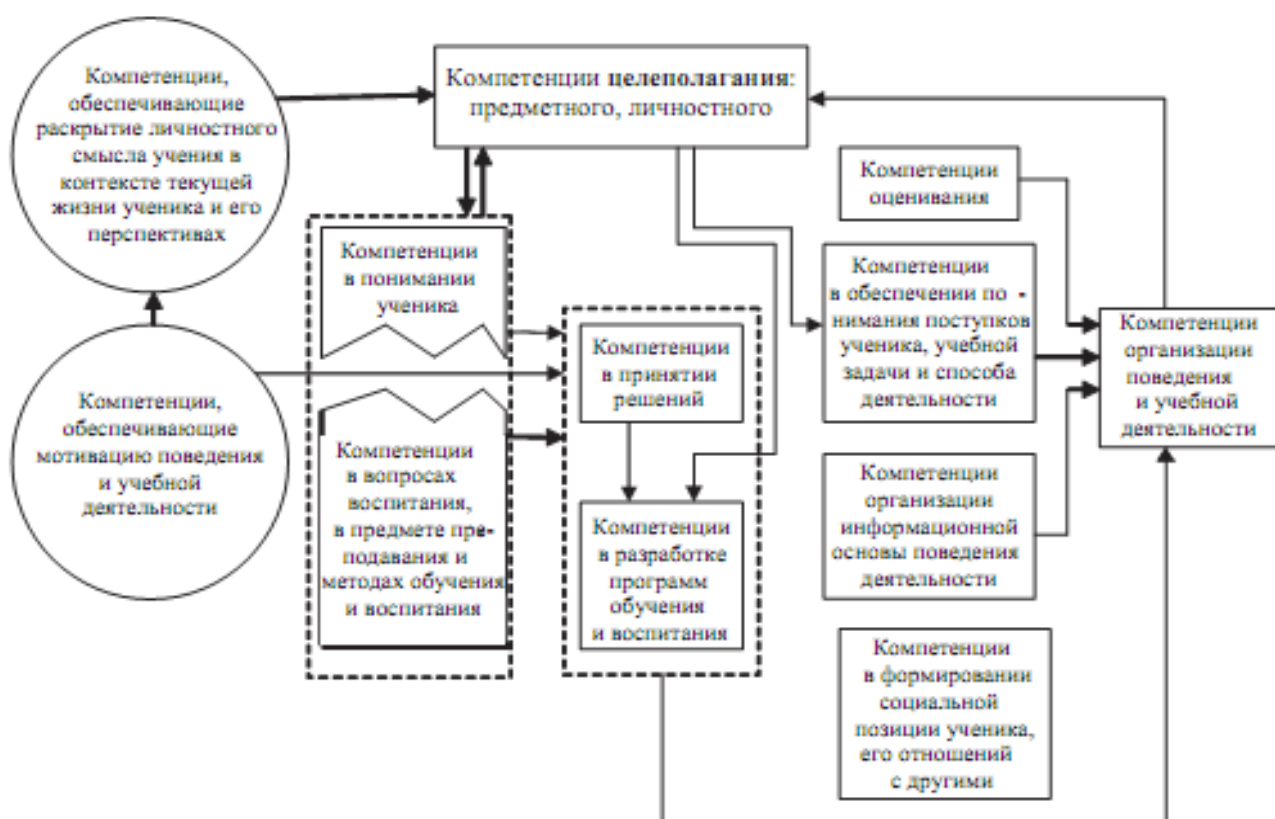 Компетенции,
обеспечивающие
раскрытие личностного
смысла учения в
контексте текущей
жизни ученика и его
перспективах
Компетенции,
обеспечивающие
мотивацию поведения
и учебной
деятельности
Компетенции целеполагания:
предметного, личностного
Компетенции
в понимании
ученика
Компетенции
в вопросах
воспитания,
в предмете пре-
подавания и
методах обучения
и воспитания
Компетенции
в принятии
решений
Компетенции
в разработке
программ
обучения
и воспитания
Компетенции
оценивания
Компетенции
в обеспечении по -
нимания поступков
ученика, учебной
задачи и способа
деятельности
Компетенции
организации
информационной
основы поведения
деятельности
Компетенции
в формировании
социальной
позиции ученика,
его отношений
с другими
Компетенции
организации
поведения
и учебной
деятельности